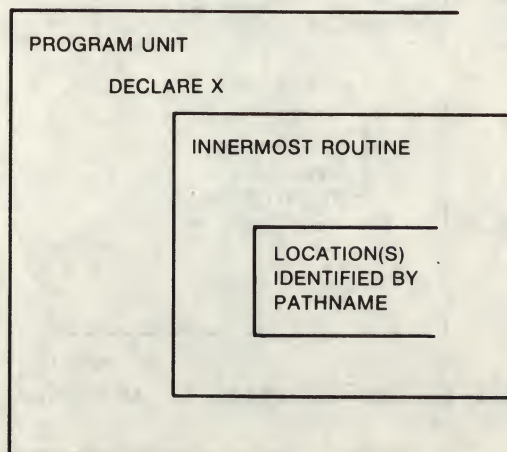 PROGRAM UNIT
DECLARE X
INNERMOST ROUTINE
LOCATION(S)
IDENTIFIED BY
PATHNAME